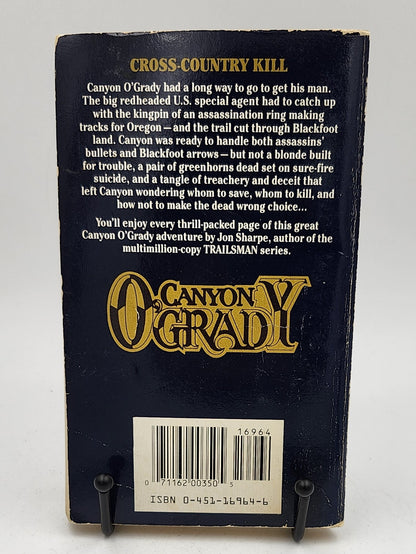 CROSS-COUNTRY KILL
Canyon O'Grady had a long way to go to get his man.
The big redheaded U.S. special agent had to catch up
with the kingpin of an assassination ring making
tracks for Oregon—and the trail cut through Blackfoot
land. Canyon was ready to handle both assassins'
bullets and Blackfoot arrows—but not a blonde built
for trouble, a pair of greenhorns dead set on sure-fire
suicide, and a tangle of treachery and deceit that
left Canyon wondering whom to save, whom to kill, and
how not to make the dead wrong choice...
You'll enjoy every thrill-packed page of this great
Canyon O'Grady adventure by Jon Sharpe, author of the
multimillion-copy TRAILSMAN series.
CANYON
O'GRADY
16964
0 71162 00350 5
ISBN 0-451-16964-6